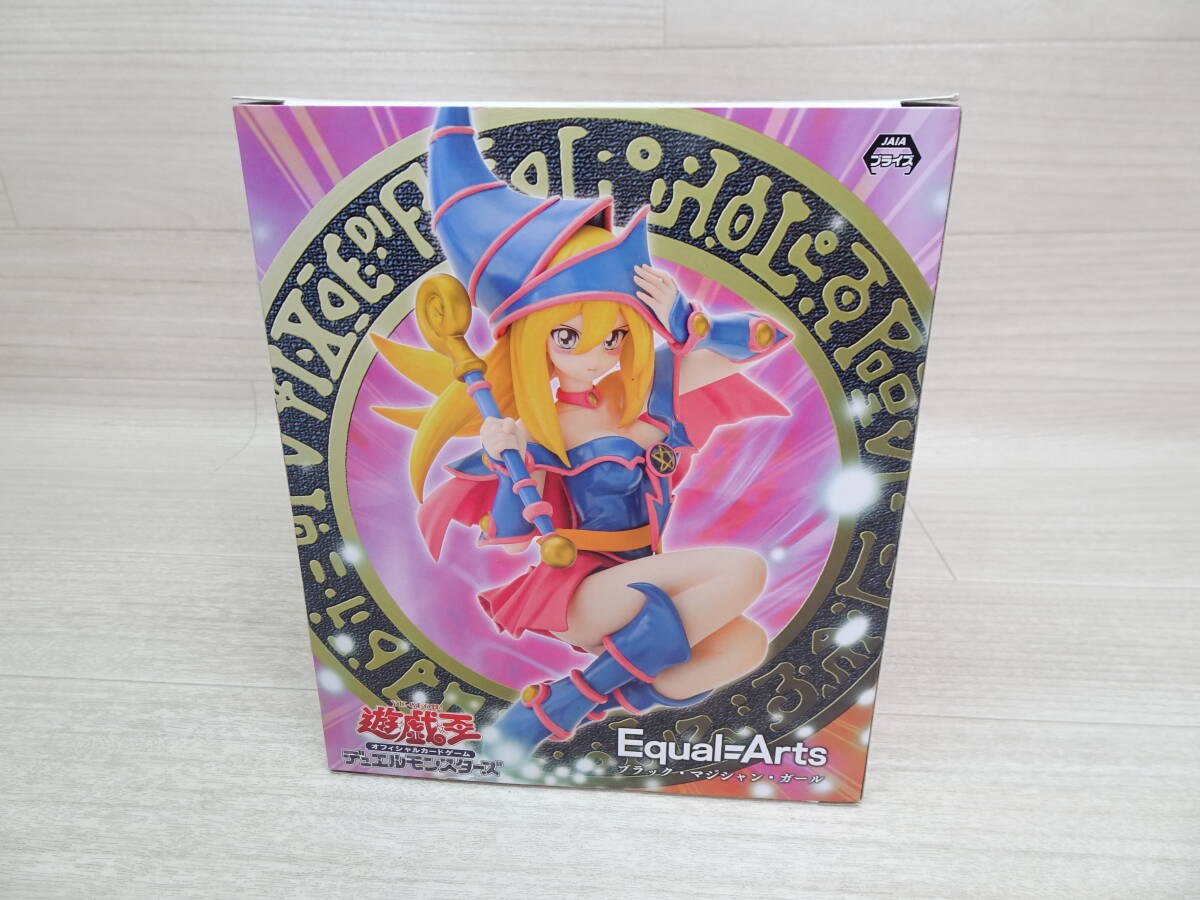 JAIA
プライズ
遊戯王
オフィシャルカードゲーム
デュエルモンスターズ
Equal=Arts
ブラック・マジシャン・ガール